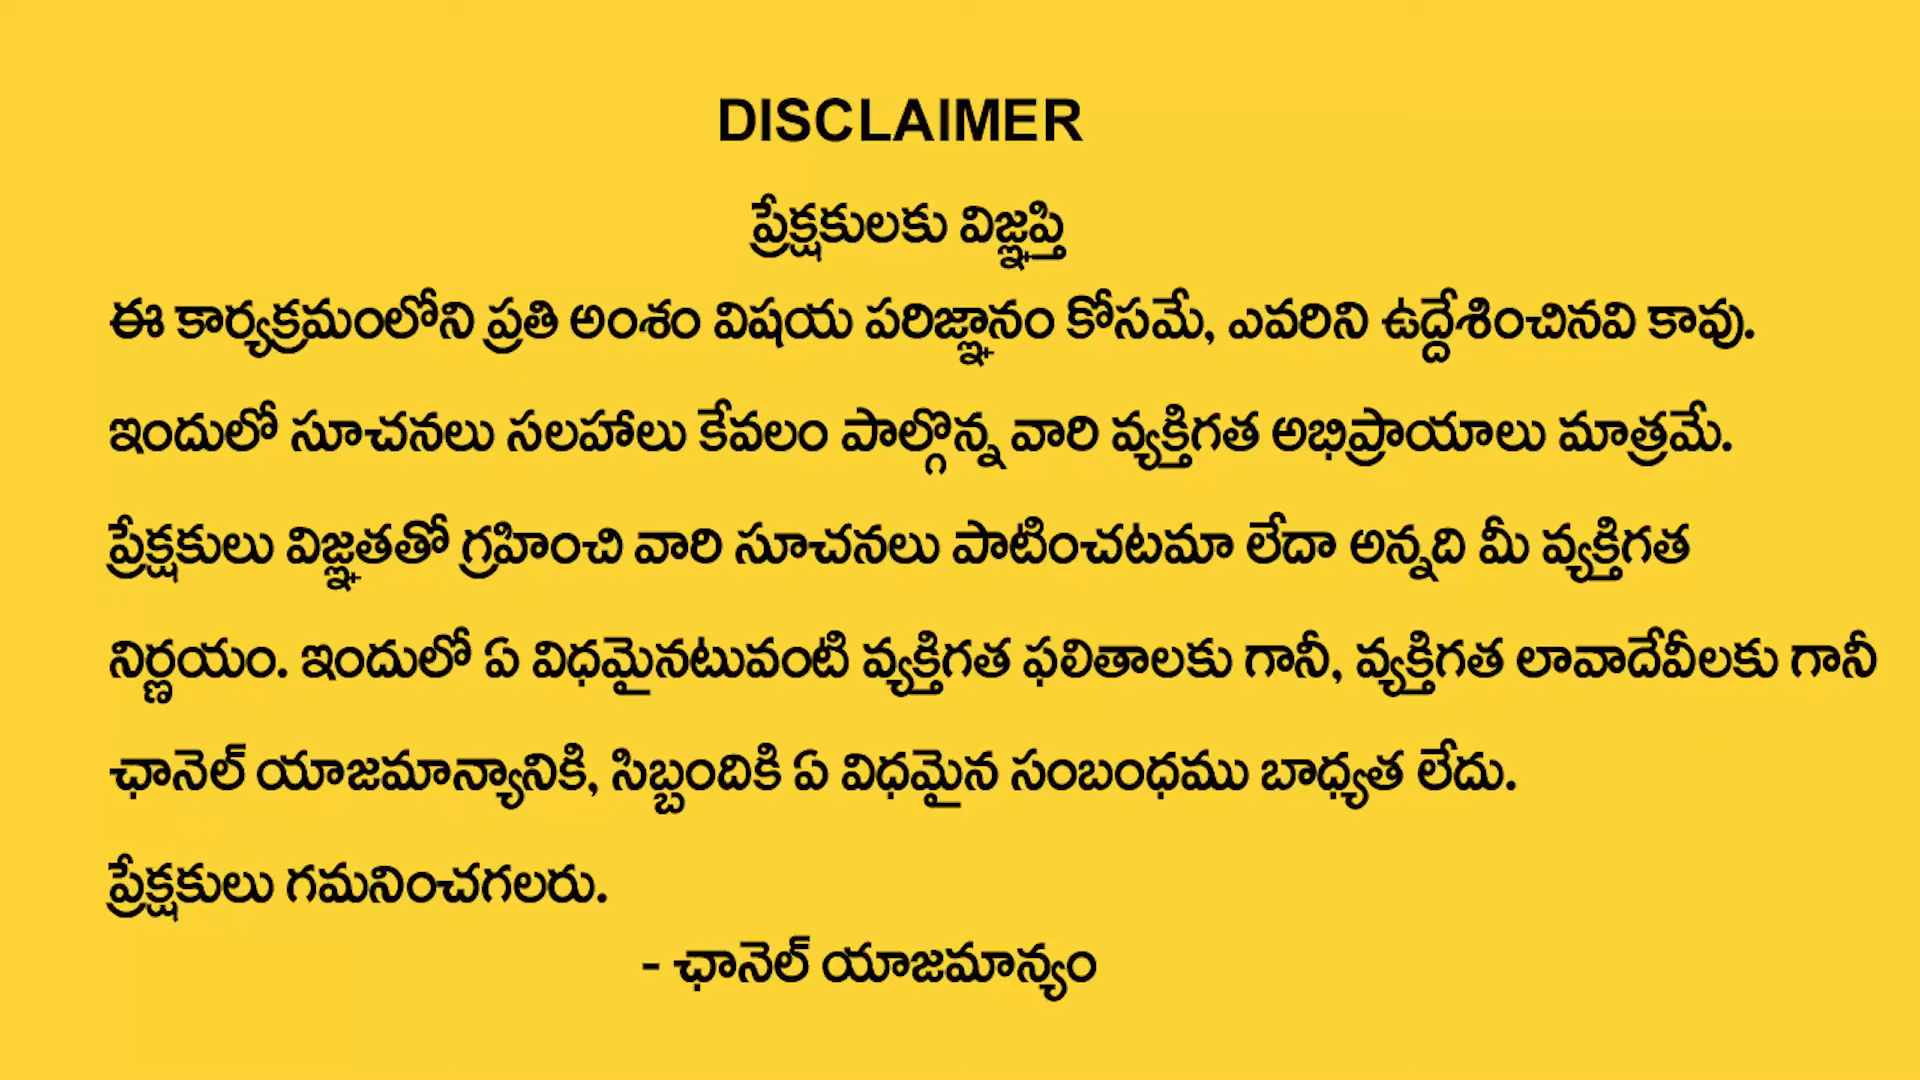 DISCLAIMER
ప్రేక్షకులకు విజ్ఞప్తి
ఈ కార్యక్రమంలోని ప్రతి అంశం విషయ పరిజ్ఞానం కోసమే, ఎవరిని ఉద్దేశించినవి కావు.
ఇందులో సూచనలు సలహాలు కేవలం పాల్గొన్న వారి వ్యక్తిగత అభిప్రాయాలు మాత్రమే.
ప్రేక్షకులు విజ్ఞతతో గ్రహించి వారి సూచనలు పాటించటమా లేదా అన్నది మీ వ్యక్తిగత
నిర్ణయం. ఇందులో ఏ విధమైనటువంటి వ్యక్తిగత ఫలితాలకు గానీ, వ్యక్తిగత లావాదేవీలకు గానీ
ఛానెల్ యాజమాన్యానికి, సిబ్బందికి ఏ విధమైన సంబంధము బాధ్యత లేదు.
ప్రేక్షకులు గమనించగలరు.
- ఛానెల్ యాజమాన్యం